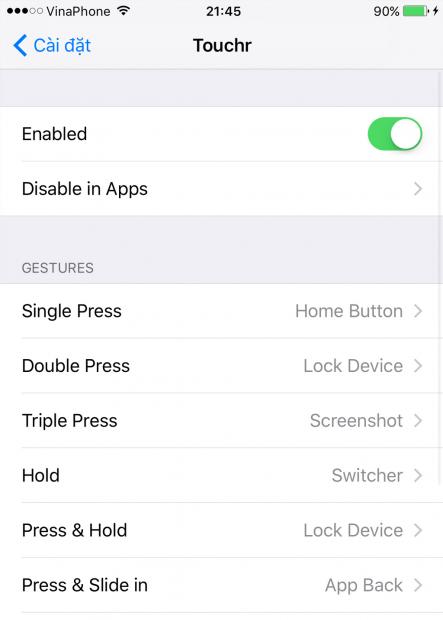 VinaPhone 21:45 90%
Cài đặt Touchr
Enabled
Disable in Apps
GESTURES
Single Press Home Button
Double Press Lock Device
Triple Press Screenshot
Hold Switcher
Press & Hold Lock Device
Press & Slide in App Back